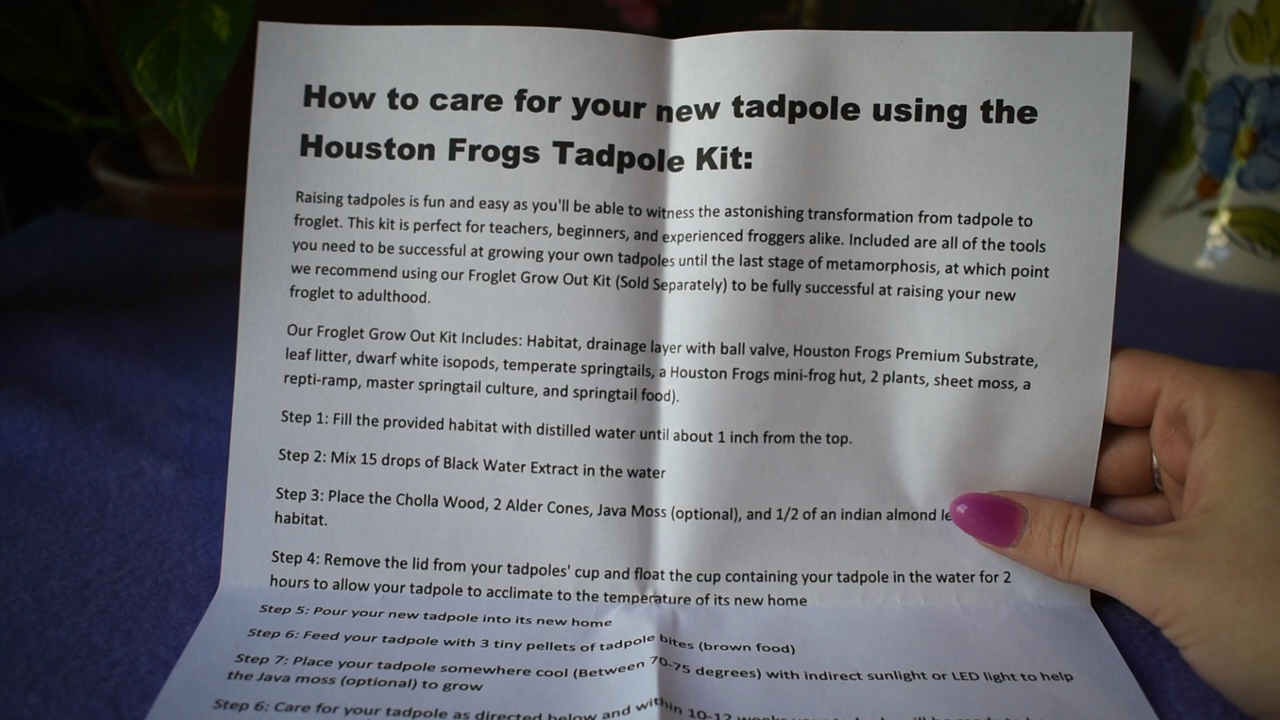 How to care for your new tadpole using the
Houston Frogs Tadpole Kit:
Raising tadpoles is fun and easy as you'll be able to witness the astonishing transformation from tadpole to
froglet. This kit is perfect for teachers, beginners, and experienced froggers alike. Included are all of the tools
you need to be successful at growing your own tadpoles until the last stage of metamorphosis, at which point
we recommend using our Froglet Grow Out Kit (Sold Separately) to be fully successful at raising your new
froglet to adulthood.
Our Froglet Grow Out Kit Includes: Habitat, drainage layer with ball valve, Houston Frogs Premium Substrate,
leaf litter, dwarf white isopods, temperate springtails, a Houston Frogs mini-frog hut, 2 plants, sheet moss, a
repti-ramp, master springtail culture, and springtail food).
Step 1: Fill the provided habitat with distilled water until about 1 inch from the top.
Step 2: Mix 15 drops of Black Water Extract in the water
Step 3: Place the Cholla Wood, 2 Alder Cones, Java Moss (optional), and 1/2 of an indian almond
habitat.
Step 4: Remove the lid from your tadpoles' cup and float the cup containing your tadpole in the water for 2
hours to allow your tadpole to acclimate to the temperature of its new home
Step 5: Pour your new tadpole into its new home
Step 6: Feed your tadpole with 3 tiny pellets of tadpole bites (brown food)
Step 7: Place your tadpole somewhere cool (Between 70-75 degrees) with indirect sunlight or LED light to help
the Java moss (optional) to grow
Step 6: Care for your tadpole as directed below and within 10-12